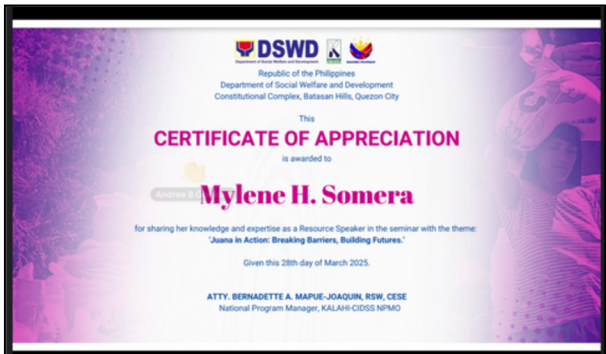 DSWD
Department of Social Welfare and Development
Republic of the Philippines
Department of Social Welfare and Development
Constitutional Complex, Batasan Hills, Quezon City
This
CERTIFICATE OF APPRECIATION
is awarded to
Andrea B
Mylene H. Somera
for sharing her knowledge and expertise as a Resource Speaker in the seminar with the theme:
'Juana in Action: Breaking Barriers, Building Futures.'
Given this 28th day of March 2025.
ATTY. BERNADETTE A. MAPUE-JOAQUIN, RSW, CESE
National Program Manager, KALAHI-CIDSS NPMO